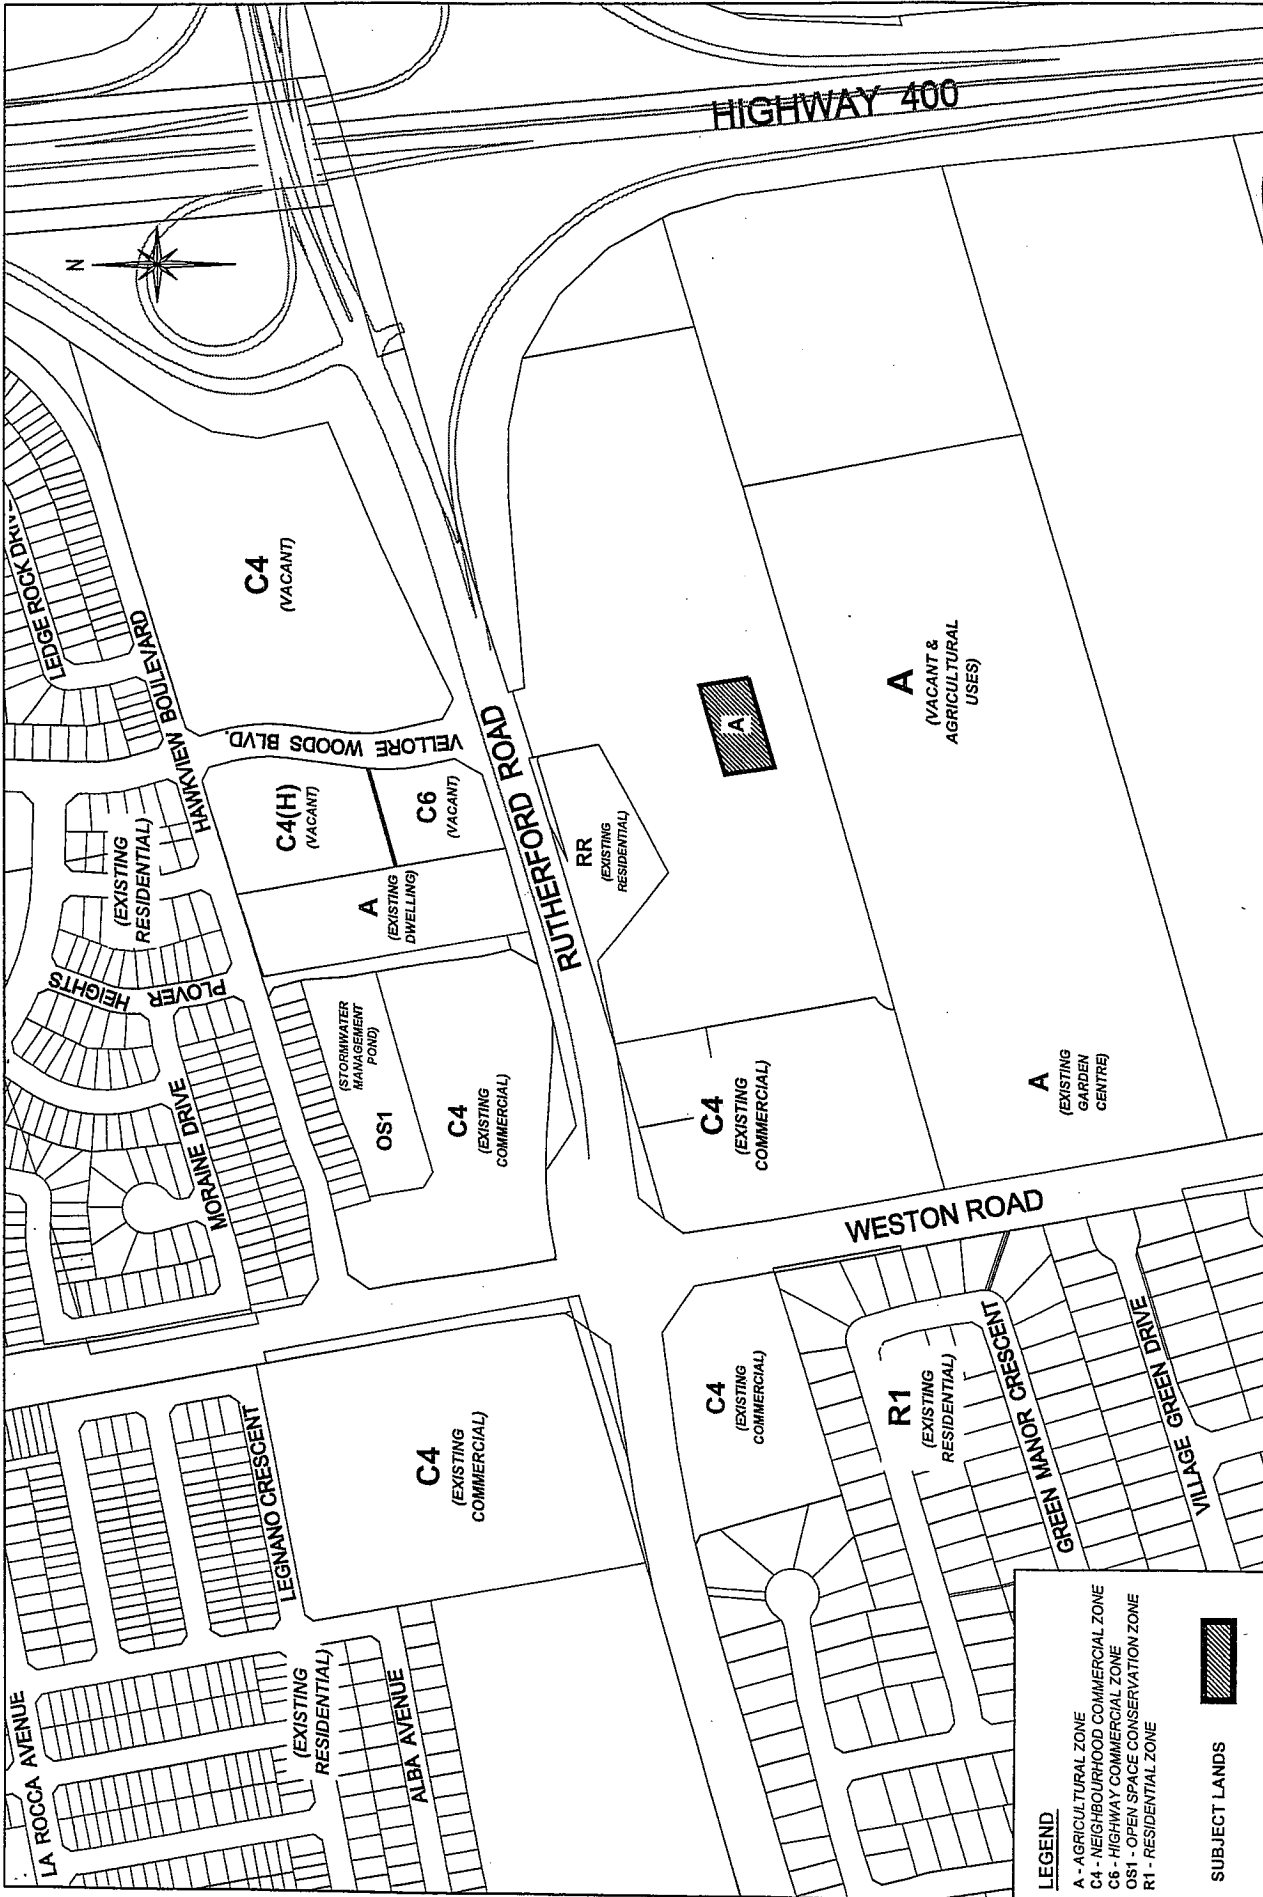 HIGHWAY 400
N
LEDGE ROCK DRIV
HAWKVIEW BOULEVARD
C4
(VACANT)
VELLORE WOODS BLVD.
C4(H)
(VACANT)
C6
(VACANT)
A
(EXISTING
DWELLING)
(EXISTING
RESIDENTIAL)
PLOVER HEIGHTS
MORAINE DRIVE
(STORMWATER
MANAGEMENT
POND)
OS1
C4
(EXISTING
COMMERCIAL)
RUTHERFORD ROAD
RR
(EXISTING
RESIDENTIAL)
A
A
(VACANT &
AGRICULTURAL
USES)
C4
(EXISTING
COMMERCIAL)
A
(EXISTING
GARDEN
CENTRE)
WESTON ROAD
C4
(EXISTING
COMMERCIAL)
LEGNANO CRESCENT
C4
(EXISTING
COMMERCIAL)
R1
(EXISTING
RESIDENTIAL)
GREEN MANOR CRESCENT
VILLAGE GREEN DRIVE
LA ROCCA AVENUE
(EXISTING
RESIDENTIAL)
ALBA AVENUE
LEGEND
A - AGRICULTURAL ZONE
C4 - NEIGHBOURHOOD COMMERCIAL ZONE
C6 - HIGHWAY COMMERCIAL ZONE
OS1 - OPEN SPACE CONSERVATION ZONE
R1 - RESIDENTIAL ZONE
SUBJECT LANDS